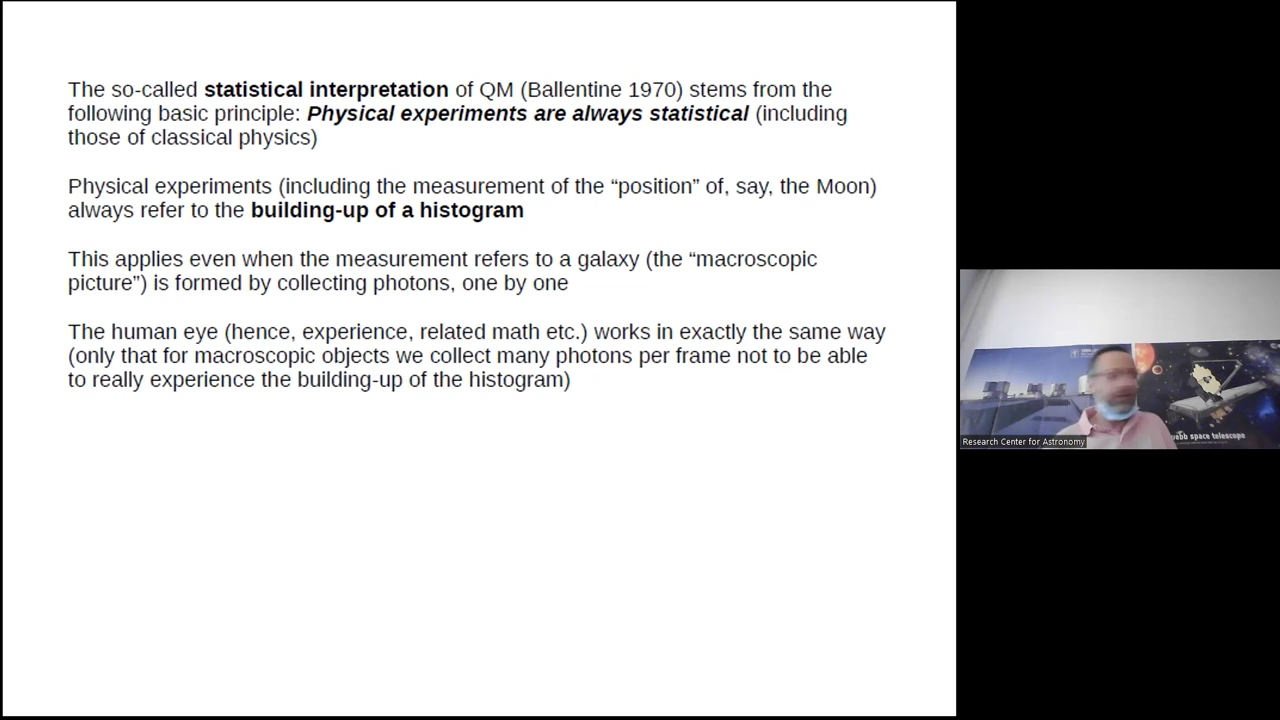 The so-called statistical interpretation of QM (Ballentine 1970) stems from the
following basic principle: Physical experiments are always statistical (including
those of classical physics)
Physical experiments (including the measurement of the “position” of, say, the Moon)
always refer to the building-up of a histogram
This applies even when the measurement refers to a galaxy (the “macroscopic
picture”) is formed by collecting photons, one by one
The human eye (hence, experience, related math etc.) works in exactly the same way
(only that for macroscopic objects we collect many photons per frame not to be able
to really experience the building-up of the histogram)
space telescope
Research Center for Astronomy